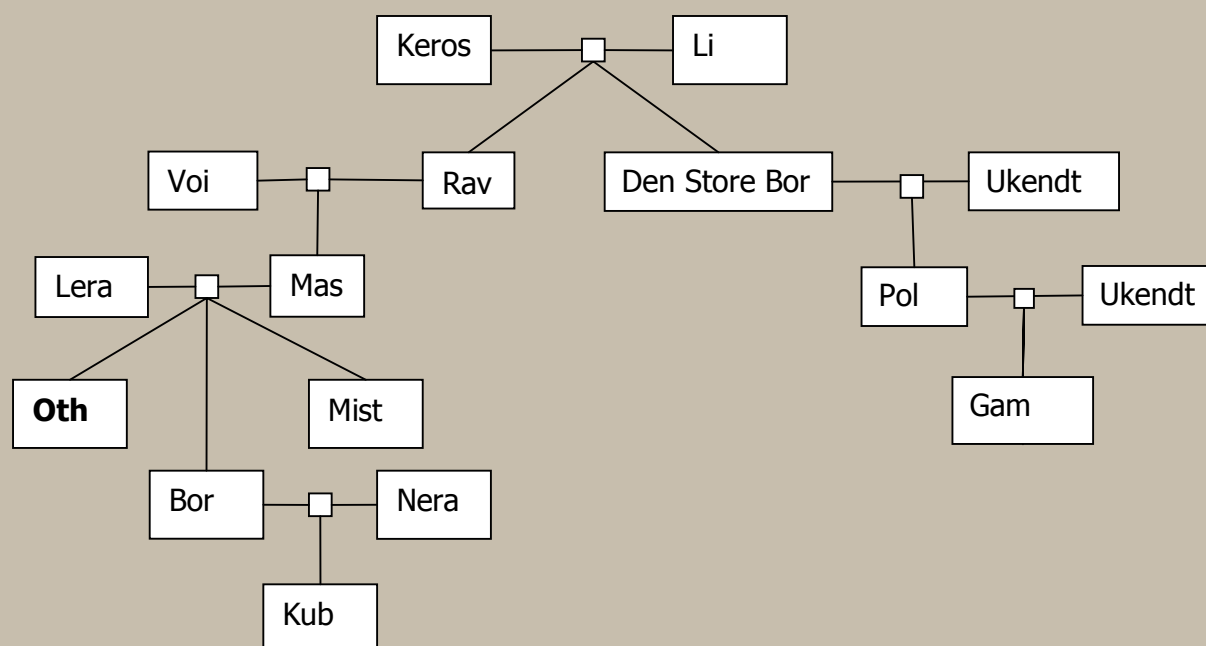 Keros
Li
Voi
Rav
Den Store Bor
Ukendt
Lera
Mas
Pol
Ukendt
Oth
Mist
Gam
Bor
Nera
Kub